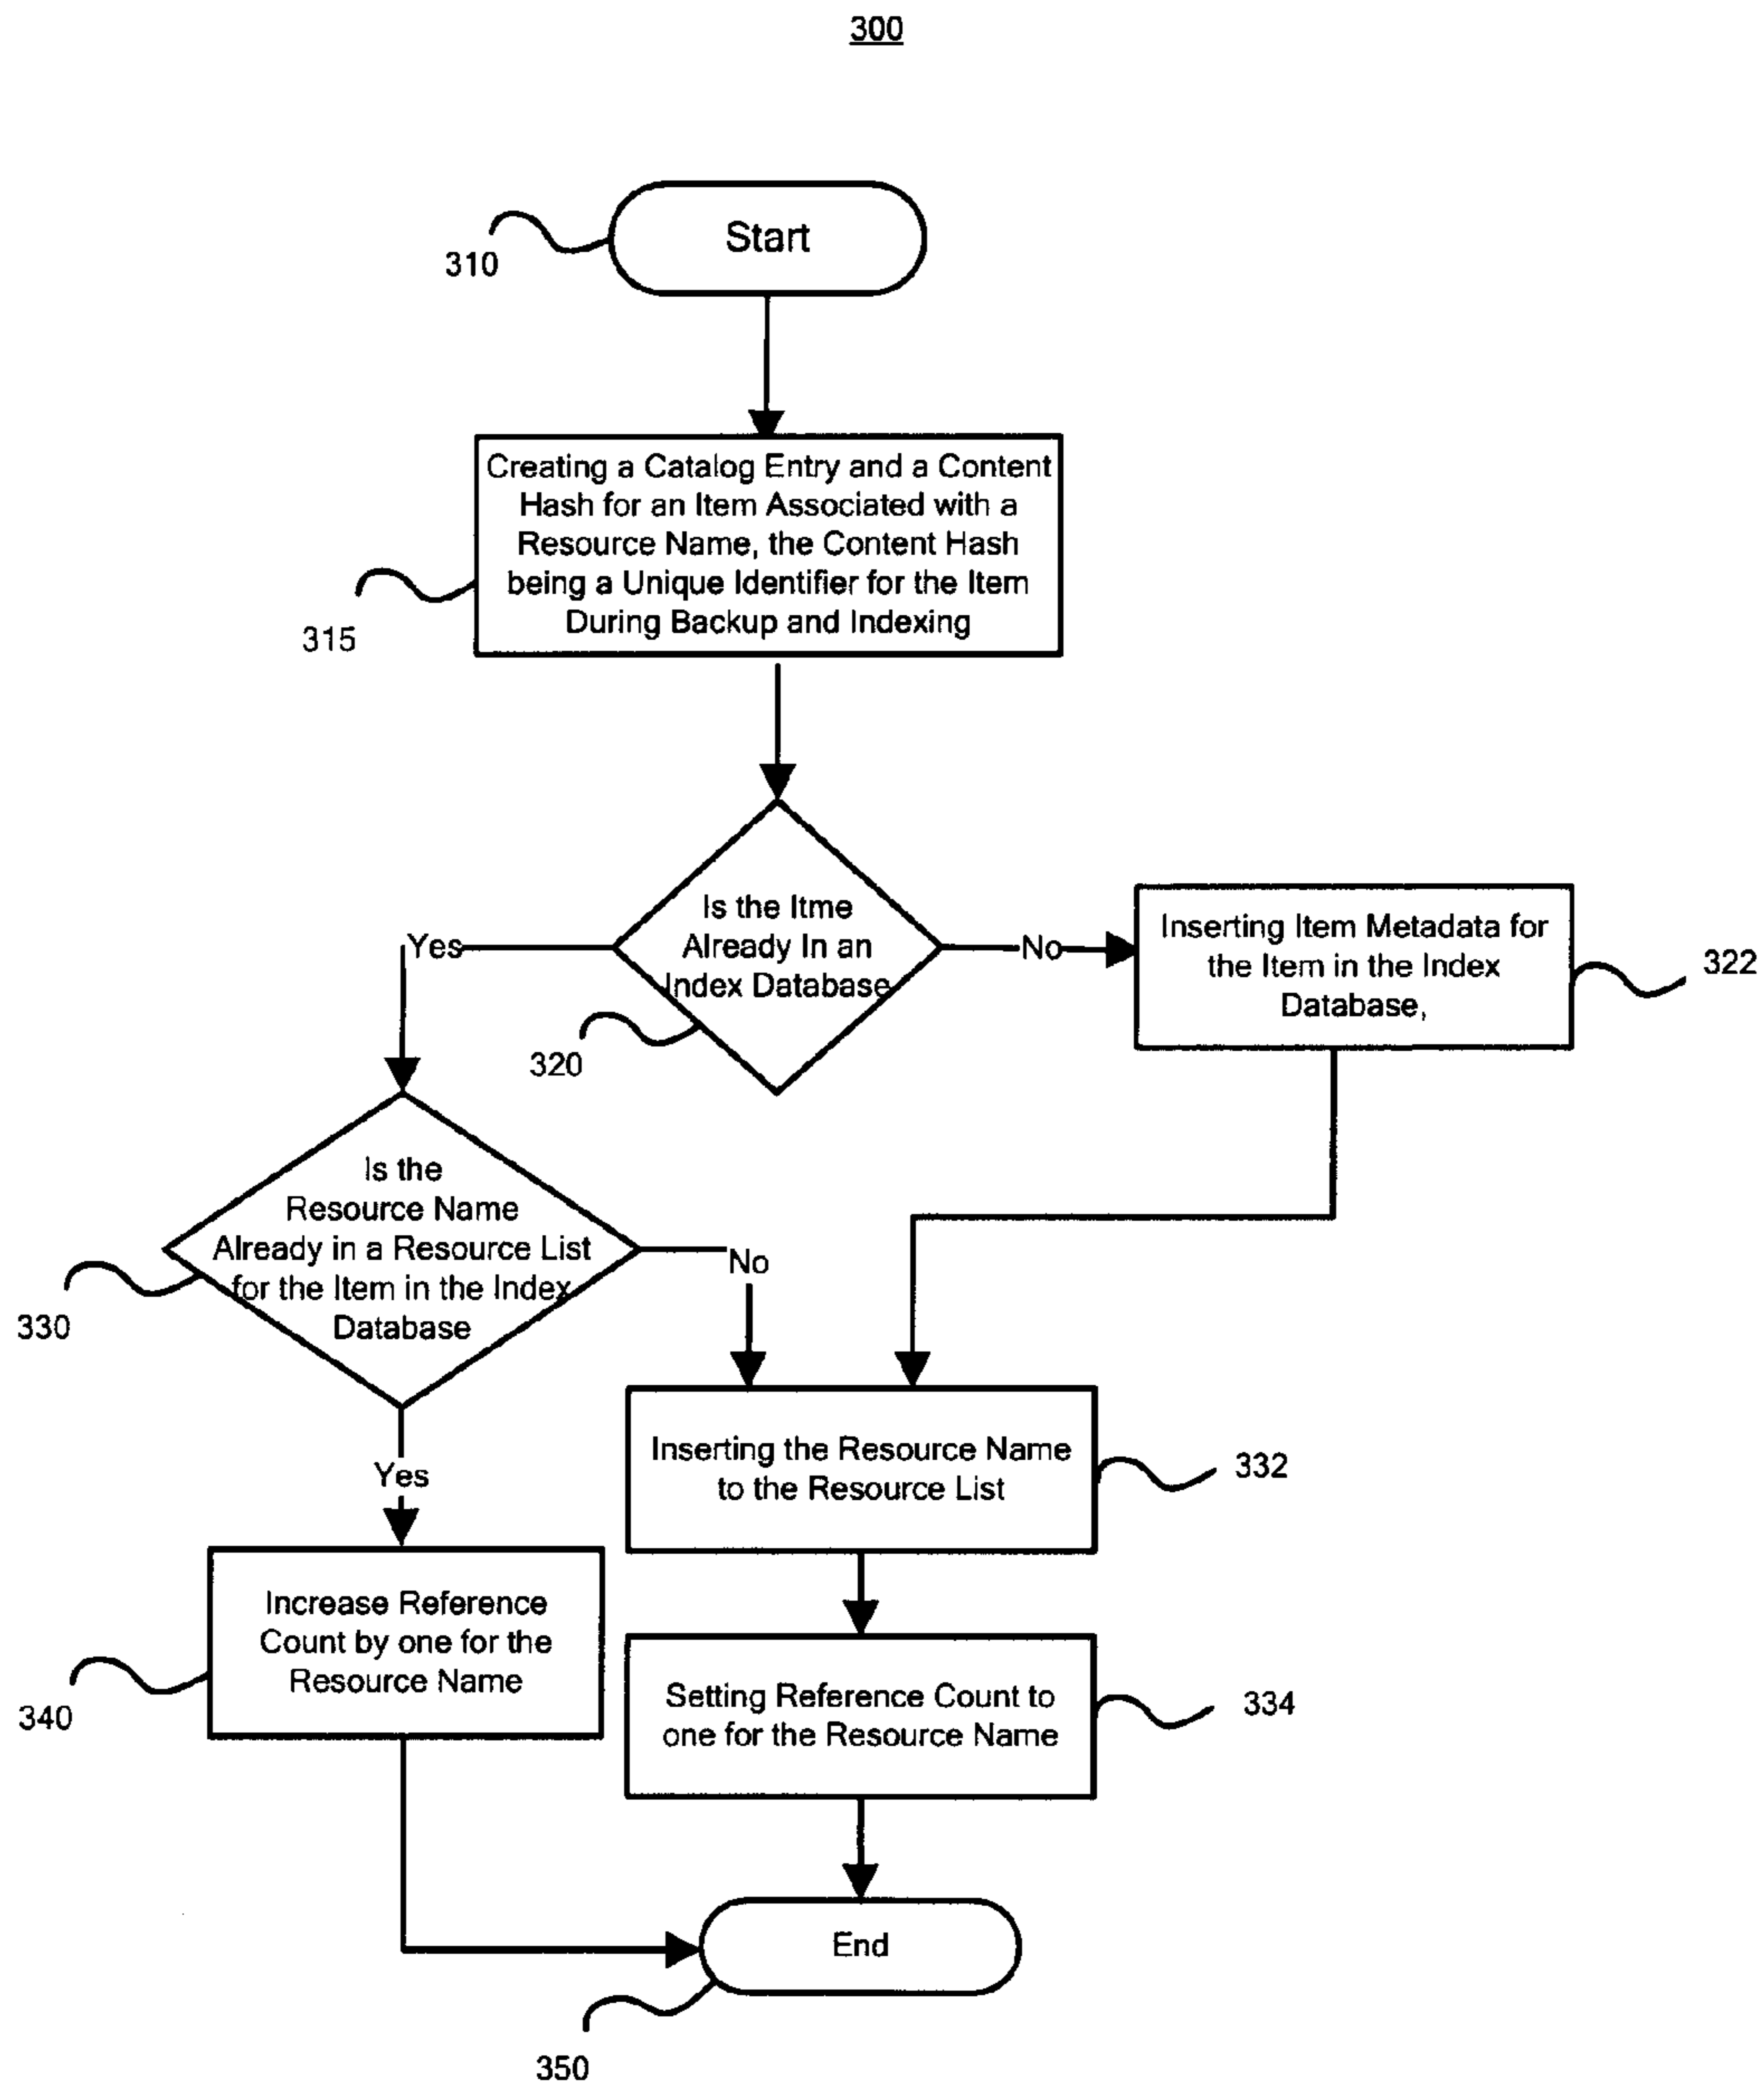 300
Start
310
Creating a Catalog Entry and a Content
Hash for an Item Associated with a
Resource Name, the Content Hash
being a Unique Identifier for the Item
During Backup and Indexing
315
Is the Itme
Already In an
Index Database
320
Yes
No
Inserting Item Metadata for
the Item in the Index
Database,
322
Is the
Resource Name
Already in a Resource List
for the Item in the Index
Database
330
No
Yes
Inserting the Resource Name
to the Resource List
332
Increase Reference
Count by one for the
Resource Name
340
Setting Reference Count to
one for the Resource Name
334
End
350